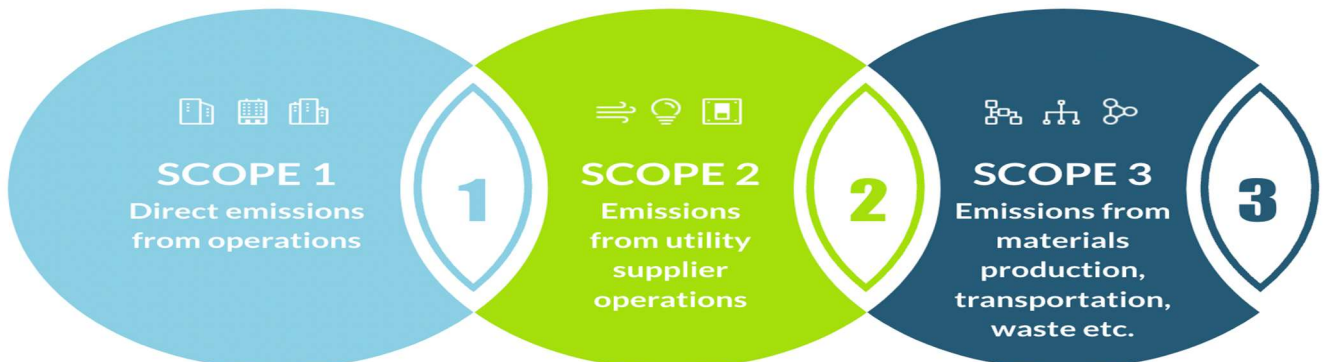 SCOPE 1
Direct emissions
from operations
1
SCOPE 2
Emissions
from utility
supplier
operations
2
SCOPE 3
Emissions from
materials
production,
transportation,
waste etc.
3